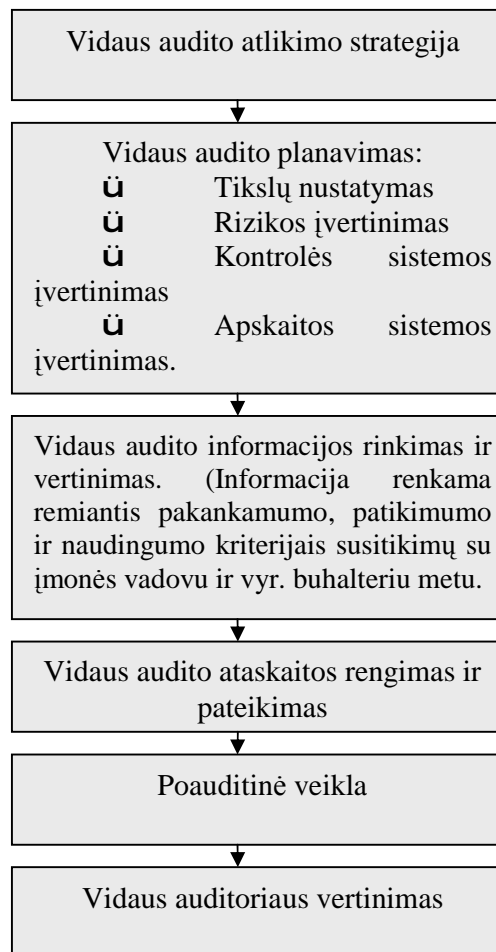 Vidaus audito atlikimo strategija
Vidaus audito planavimas:
ü Tikslų nustatymas
ü Rizikos įvertinimas
ü Kontrolės sistemos
įvertinimas
ü Apskaitos sistemos
įvertinimas.
Vidaus audito informacijos rinkimas ir
vertinimas. (Informacija renkama
remiantis pakankamumo, patikimumo
ir naudingumo kriterijais susitikimų su
įmonės vadovu ir vyr. buhalteriu metu.
Vidaus audito ataskaitos rengimas ir
pateikimas
Poauditinė veikla
Vidaus auditoriaus vertinimas